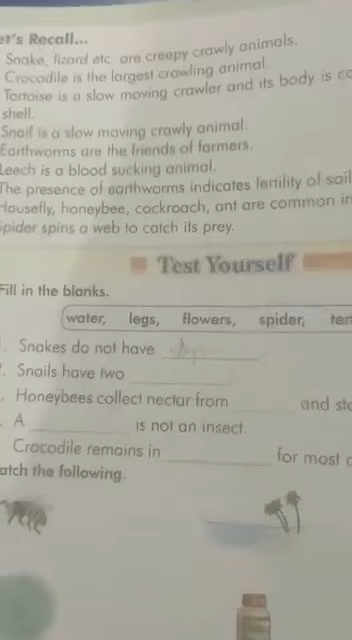 Let's Recall...
Snake, lizard etc. are creepy crawly animals.
Crocodile is the largest crawling animal.
Tortoise is a slow moving crawler and its body is
shell.
Snail is a slow moving crawly animal.
Earthworms are the friends of farmers.
Leech is a blood sucking animal.
The presence of earthworms indicates fertility of soil
Housefly, honeybee, cockroach, ant are common
Spider spins a web to catch its prey.
Test Yourself
Fill in the blanks.
water, legs, flowers, spider,
Snakes do not have
Snails have two
Honeybees collect nectar from and
A is not an insect.
Crocodile remains in for most
Match the following.